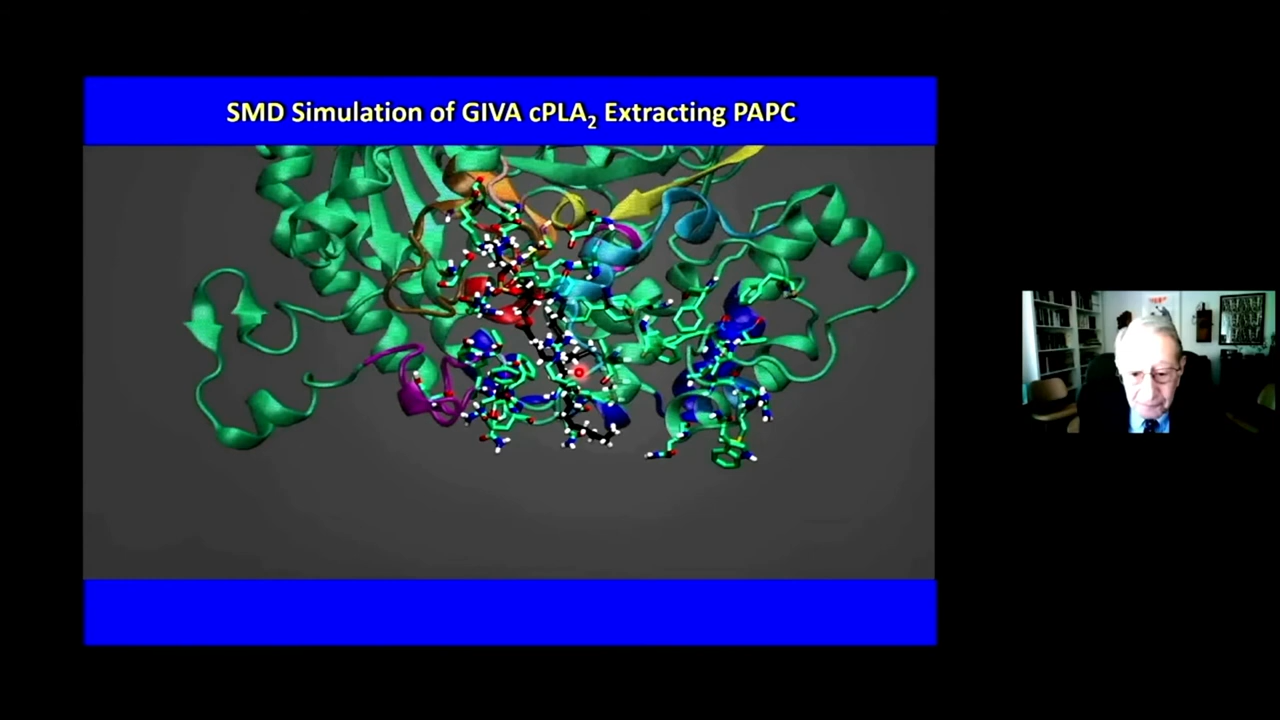 SMD Simulation of GIVA cPLA₂ Extracting PAPC